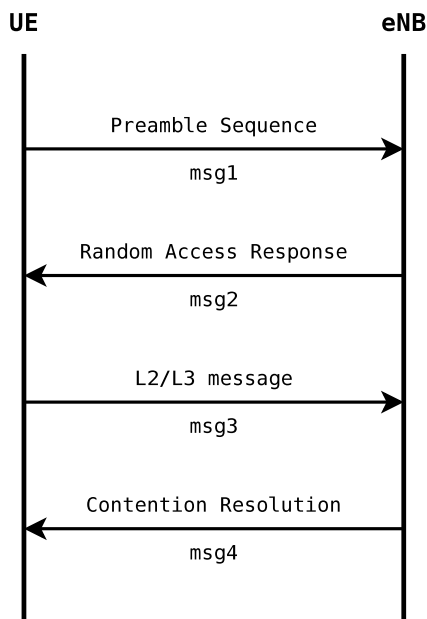 UE eNB
Preamble Sequence
msg1
Random Access Response
msg2
L2/L3 message
msg3
Contention Resolution
msg4